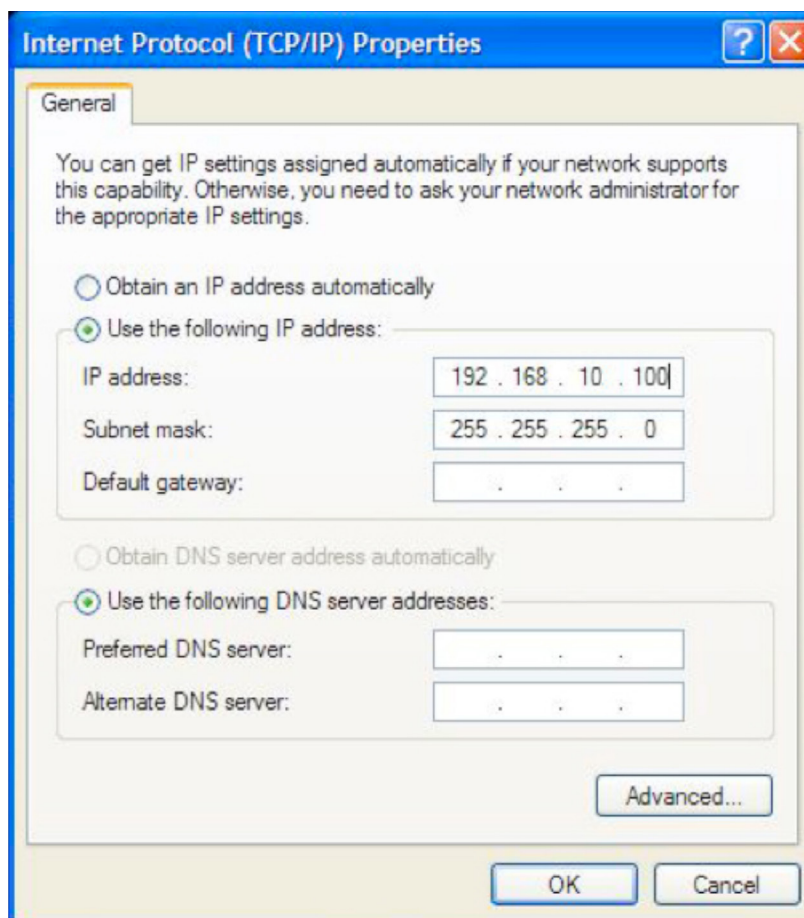 Internet Protocol (TCP/IP) Properties
General
You can get IP settings assigned automatically if your network supports
this capability. Otherwise, you need to ask your network administrator for
the appropriate IP settings.
Obtain an IP address automatically
Use the following IP address:
IP address: 192 . 168 . 10 . 100
Subnet mask: 255 . 255 . 255 . 0
Default gateway: . . .
Obtain DNS server address automatically
Use the following DNS server addresses:
Preferred DNS server: . . .
Alternate DNS server: . . .
Advanced...
OK Cancel